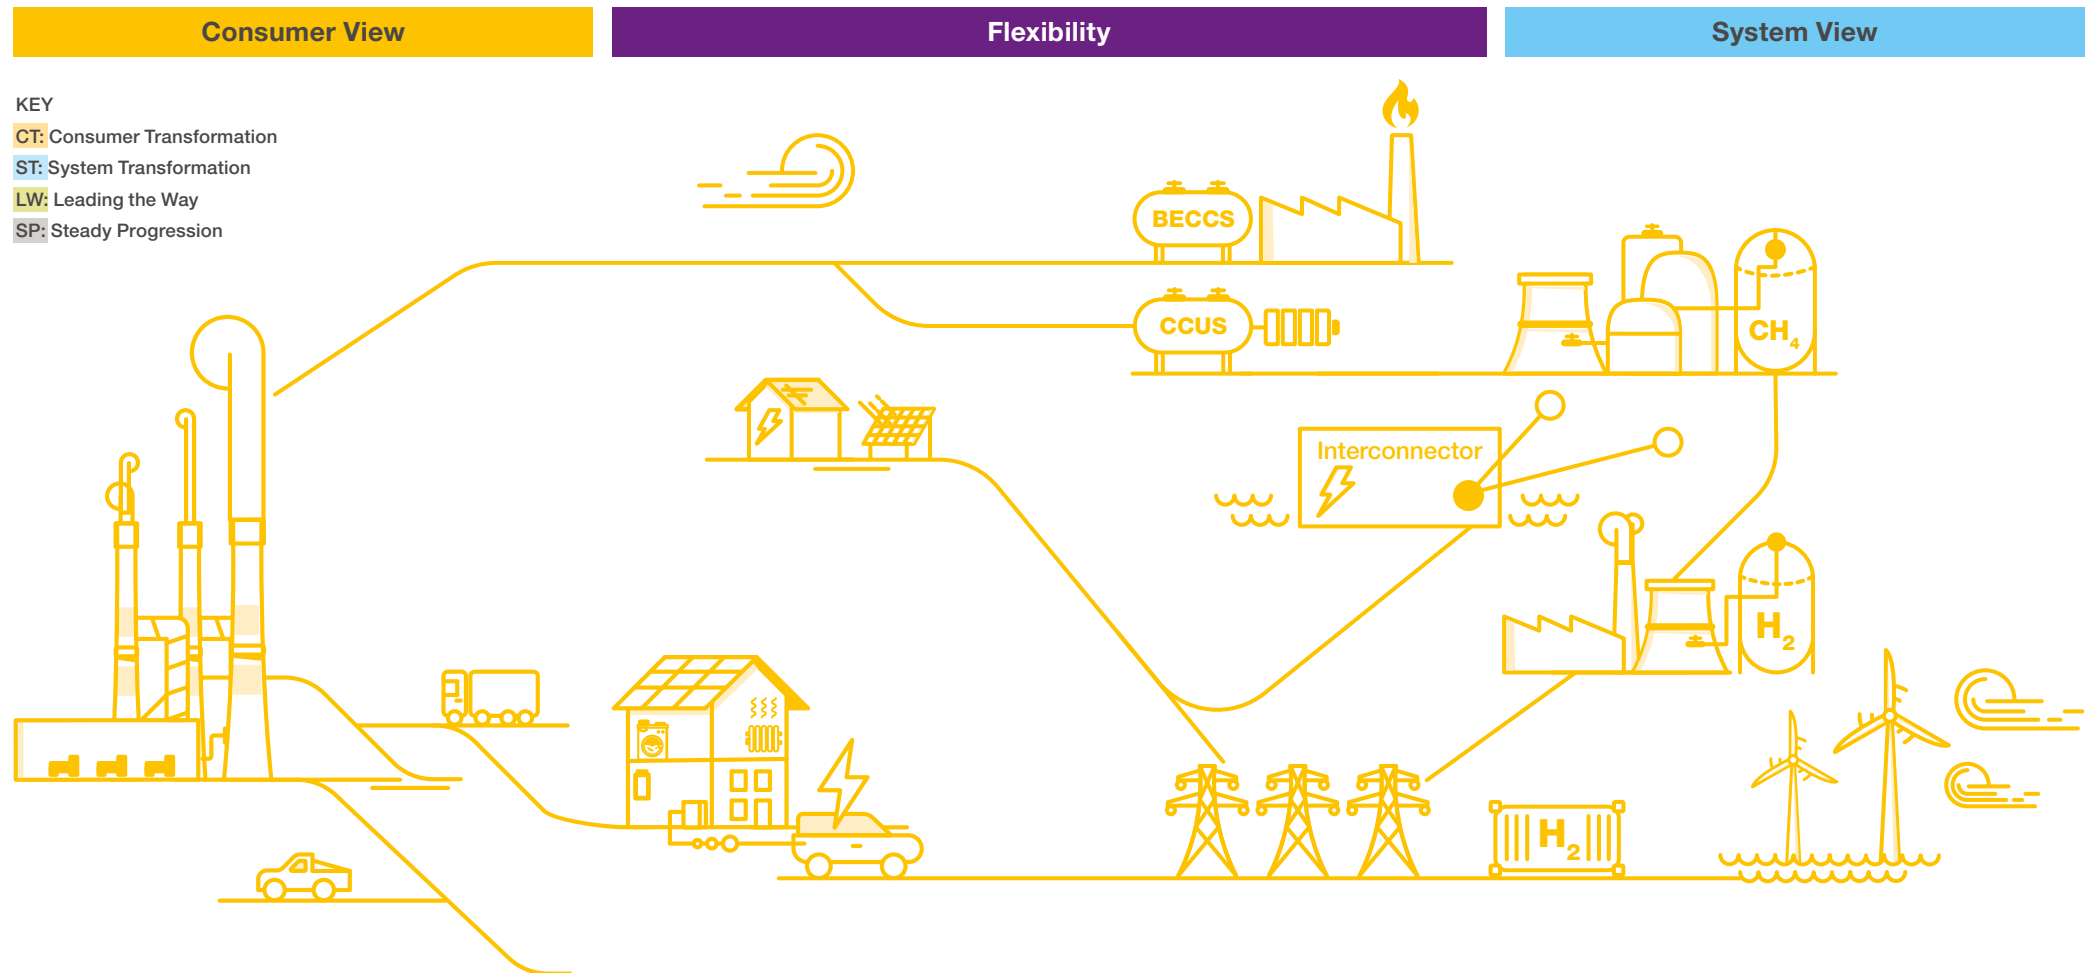 Consumer View
Flexibility
System View
KEY
CT: Consumer Transformation
ST: System Transformation
LW: Leading the Way
SP: Steady Progression
BECCS
CCUS
CH₄
Interconnector
H₂
H₂